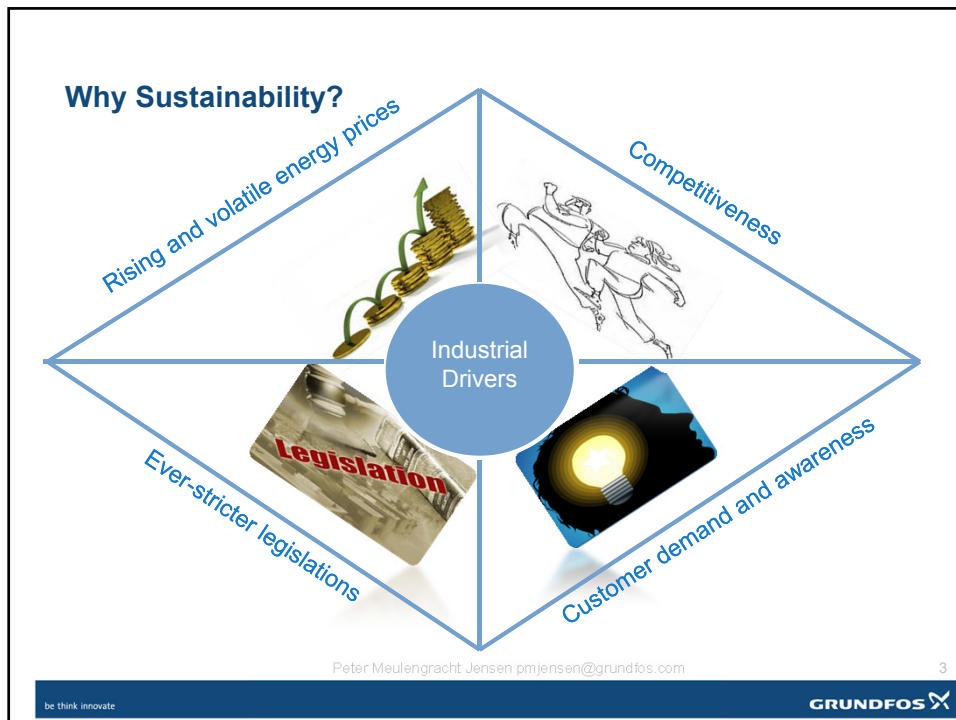 Why Sustainability?
Rising and volatile energy prices
Competitiveness
Industrial
Drivers
Legislation
Ever-stricter legislations
Customer demand and awareness
Peter Meulengracht Jensen pmjensen@grundfos.com
3
be think innovate
GRUNDFOS